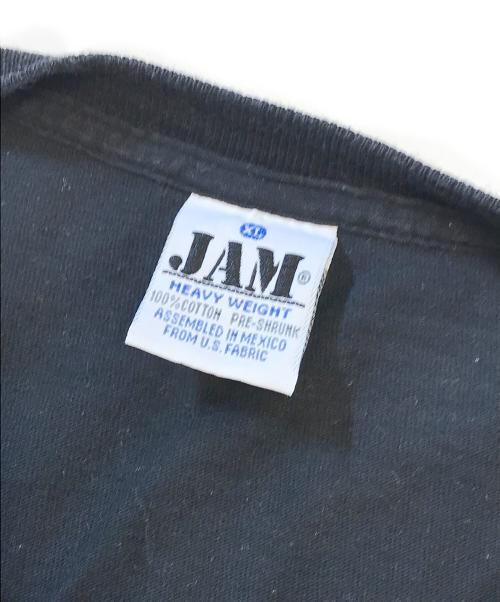 XL
JAM®
HEAVY WEIGHT
100% COTTON PRE-SHRUNK
ASSEMBLED IN MEXICO
FROM U.S. FABRIC